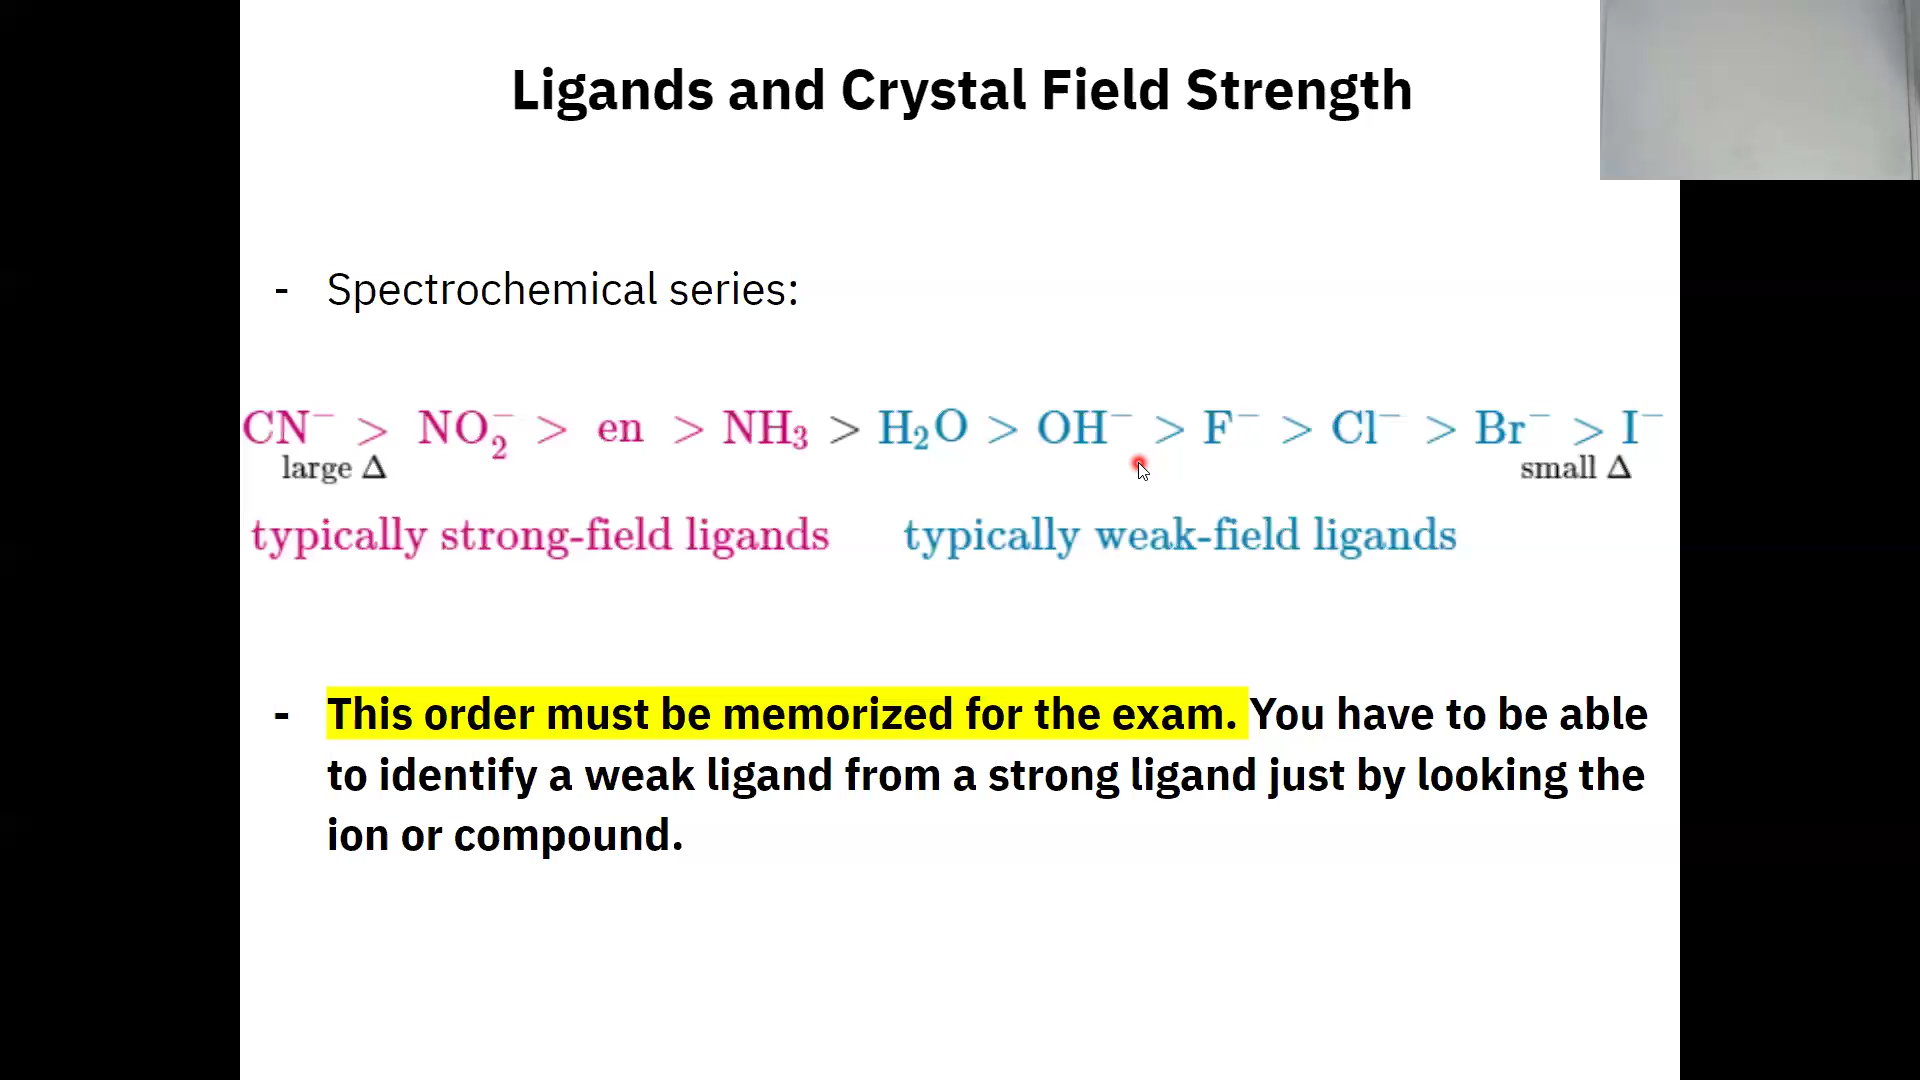 Ligands and Crystal Field Strength
- Spectrochemical series:
CN⁻ > NO₂⁻ > en > NH₃ > H₂O > OH⁻ > F⁻ > Cl⁻ > Br⁻ > I⁻
large Δ small Δ
typically strong-field ligands typically weak-field ligands
- This order must be memorized for the exam. You have to be able
to identify a weak ligand from a strong ligand just by looking the
ion or compound.